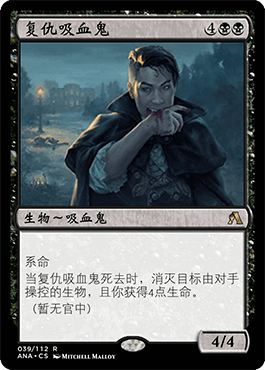 复仇吸血鬼 4
生物～吸血鬼
系命
当复仇吸血鬼死去时，消灭目标由对手
操控的生物，且你获得4点生命。
（暂无官中）
4/4
039/112 R
ANA • CS Mitchell Malloy